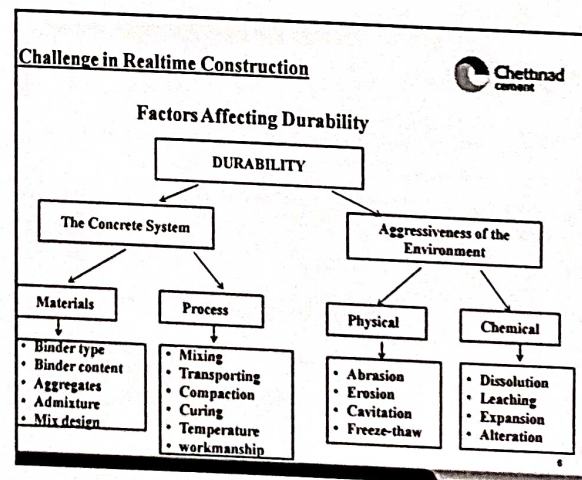 Challenge in Realtime Construction
Chettinad
cement
Factors Affecting Durability
DURABILITY
The Concrete System
Aggressiveness of the
Environment
Materials
Process
Physical
Chemical
• Binder type
• Binder content
• Aggregates
• Admixture
• Mix design
• Mixing
• Transporting
• Compaction
• Curing
• Temperature
• workmanship
• Abrasion
• Erosion
• Cavitation
• Freeze-thaw
• Dissolution
• Leaching
• Expansion
• Alteration
6